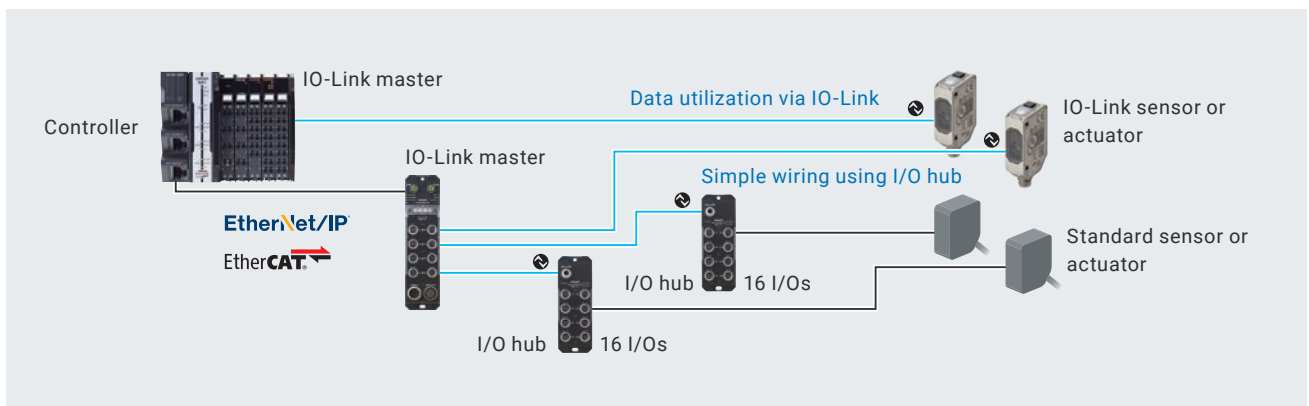 IO-Link master
Data utilization via IO-Link
Controller
IO-Link sensor or
actuator
IO-Link master
Simple wiring using I/O hub
EtherNet/IP
EtherCAT®
Standard sensor or
actuator
I/O hub
16 I/Os
I/O hub
16 I/Os